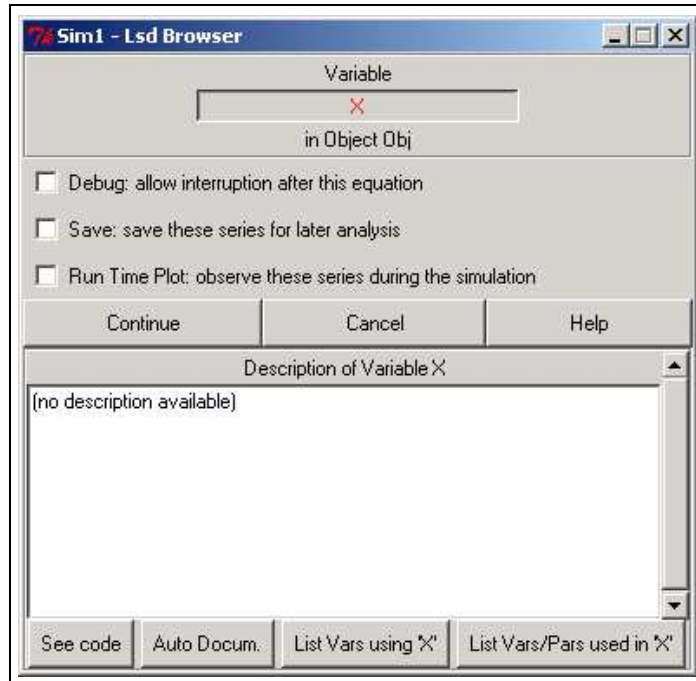 Sim1 - Lsd Browser
Variable
X
in Object Obj
Debug: allow interruption after this equation
Save: save these series for later analysis
Run Time Plot: observe these series during the simulation
Continue Cancel Help
Description of Variable X
(no description available)
See code Auto Docum. List Vars using 'X' List Vars/Pars used in 'X'